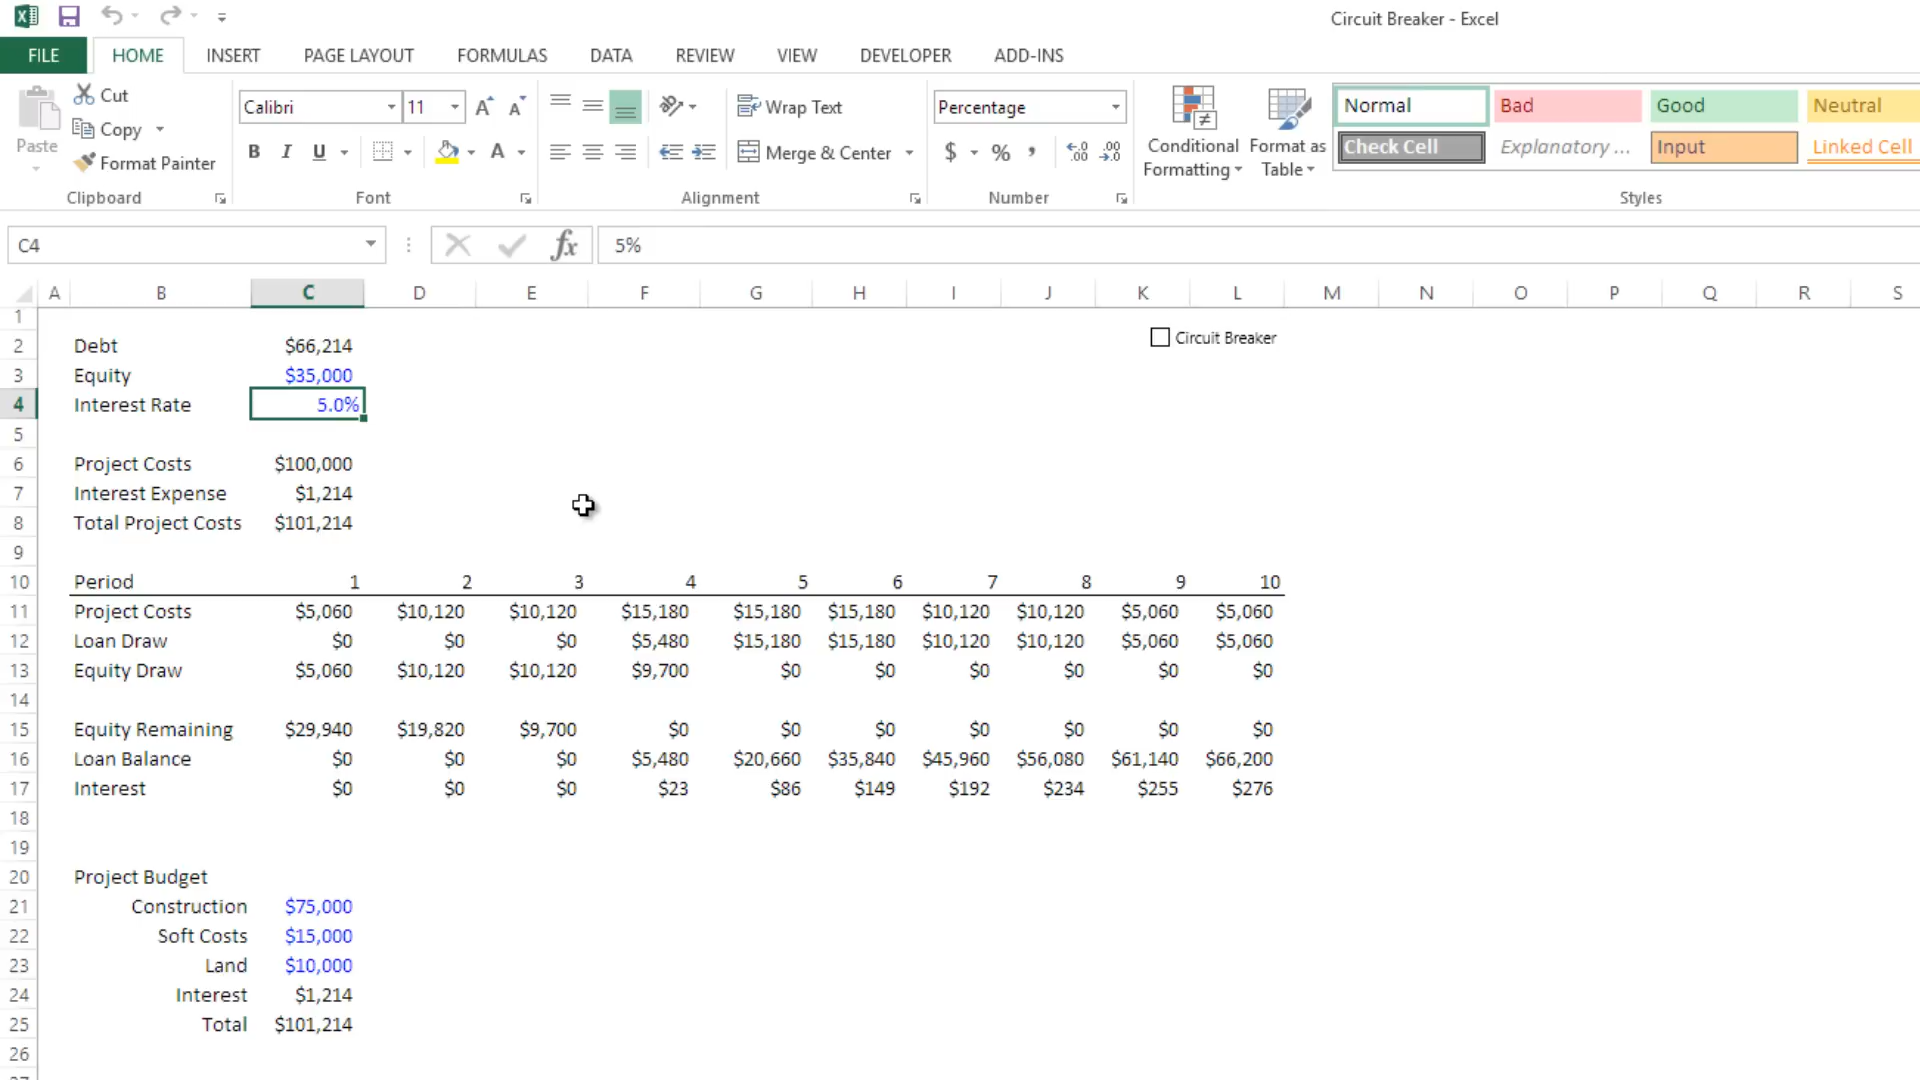 Circuit Breaker - Excel
FILE HOME INSERT PAGE LAYOUT FORMULAS DATA REVIEW VIEW DEVELOPER ADD-INS
Paste
Cut
Copy
Format Painter
Clipboard
Calibri 11
B I U
A
Font
Wrap Text
Merge & Center
Alignment
Percentage
$ % ,
Number
Conditional Formatting
Format as Table
Normal Bad Good Neutral
Check Cell Explanatory ... Input Linked Cell
Styles
C4 fx 5%
A B C D E F G H I J K L M N O P Q R S
1
2 Debt $66,214 Circuit Breaker
3 Equity $35,000
4 Interest Rate 5.0%
5
6 Project Costs $100,000
7 Interest Expense $1,214
8 Total Project Costs $101,214
9
10 Period 1 2 3 4 5 6 7 8 9 10
11 Project Costs $5,060 $10,120 $10,120 $15,180 $15,180 $15,180 $10,120 $10,120 $5,060 $5,060
12 Loan Draw $0 $0 $0 $5,480 $15,180 $15,180 $10,120 $10,120 $5,060 $5,060
13 Equity Draw $5,060 $10,120 $10,120 $9,700 $0 $0 $0 $0 $0 $0
14
15 Equity Remaining $29,940 $19,820 $9,700 $0 $0 $0 $0 $0 $0 $0
16 Loan Balance $0 $0 $0 $5,480 $20,660 $35,840 $45,960 $56,080 $61,140 $66,200
17 Interest $0 $0 $0 $23 $86 $149 $192 $234 $255 $276
18
19
20 Project Budget
21 Construction $75,000
22 Soft Costs $15,000
23 Land $10,000
24 Interest $1,214
25 Total $101,214
26